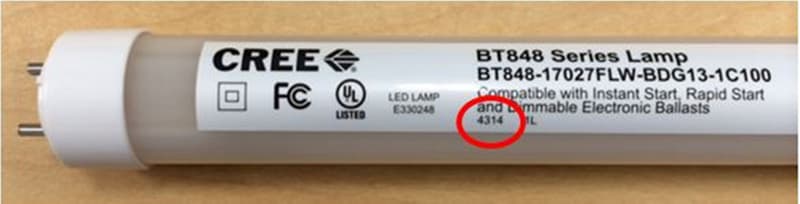 CREE
FC
UL
LISTED
LED LAMP
E330248
BT848 Series Lamp
BT848-17027FLW-BDG13-1C100
Compatible with Instant Start, Rapid Start
and Dimmable Electronic Ballasts
4314